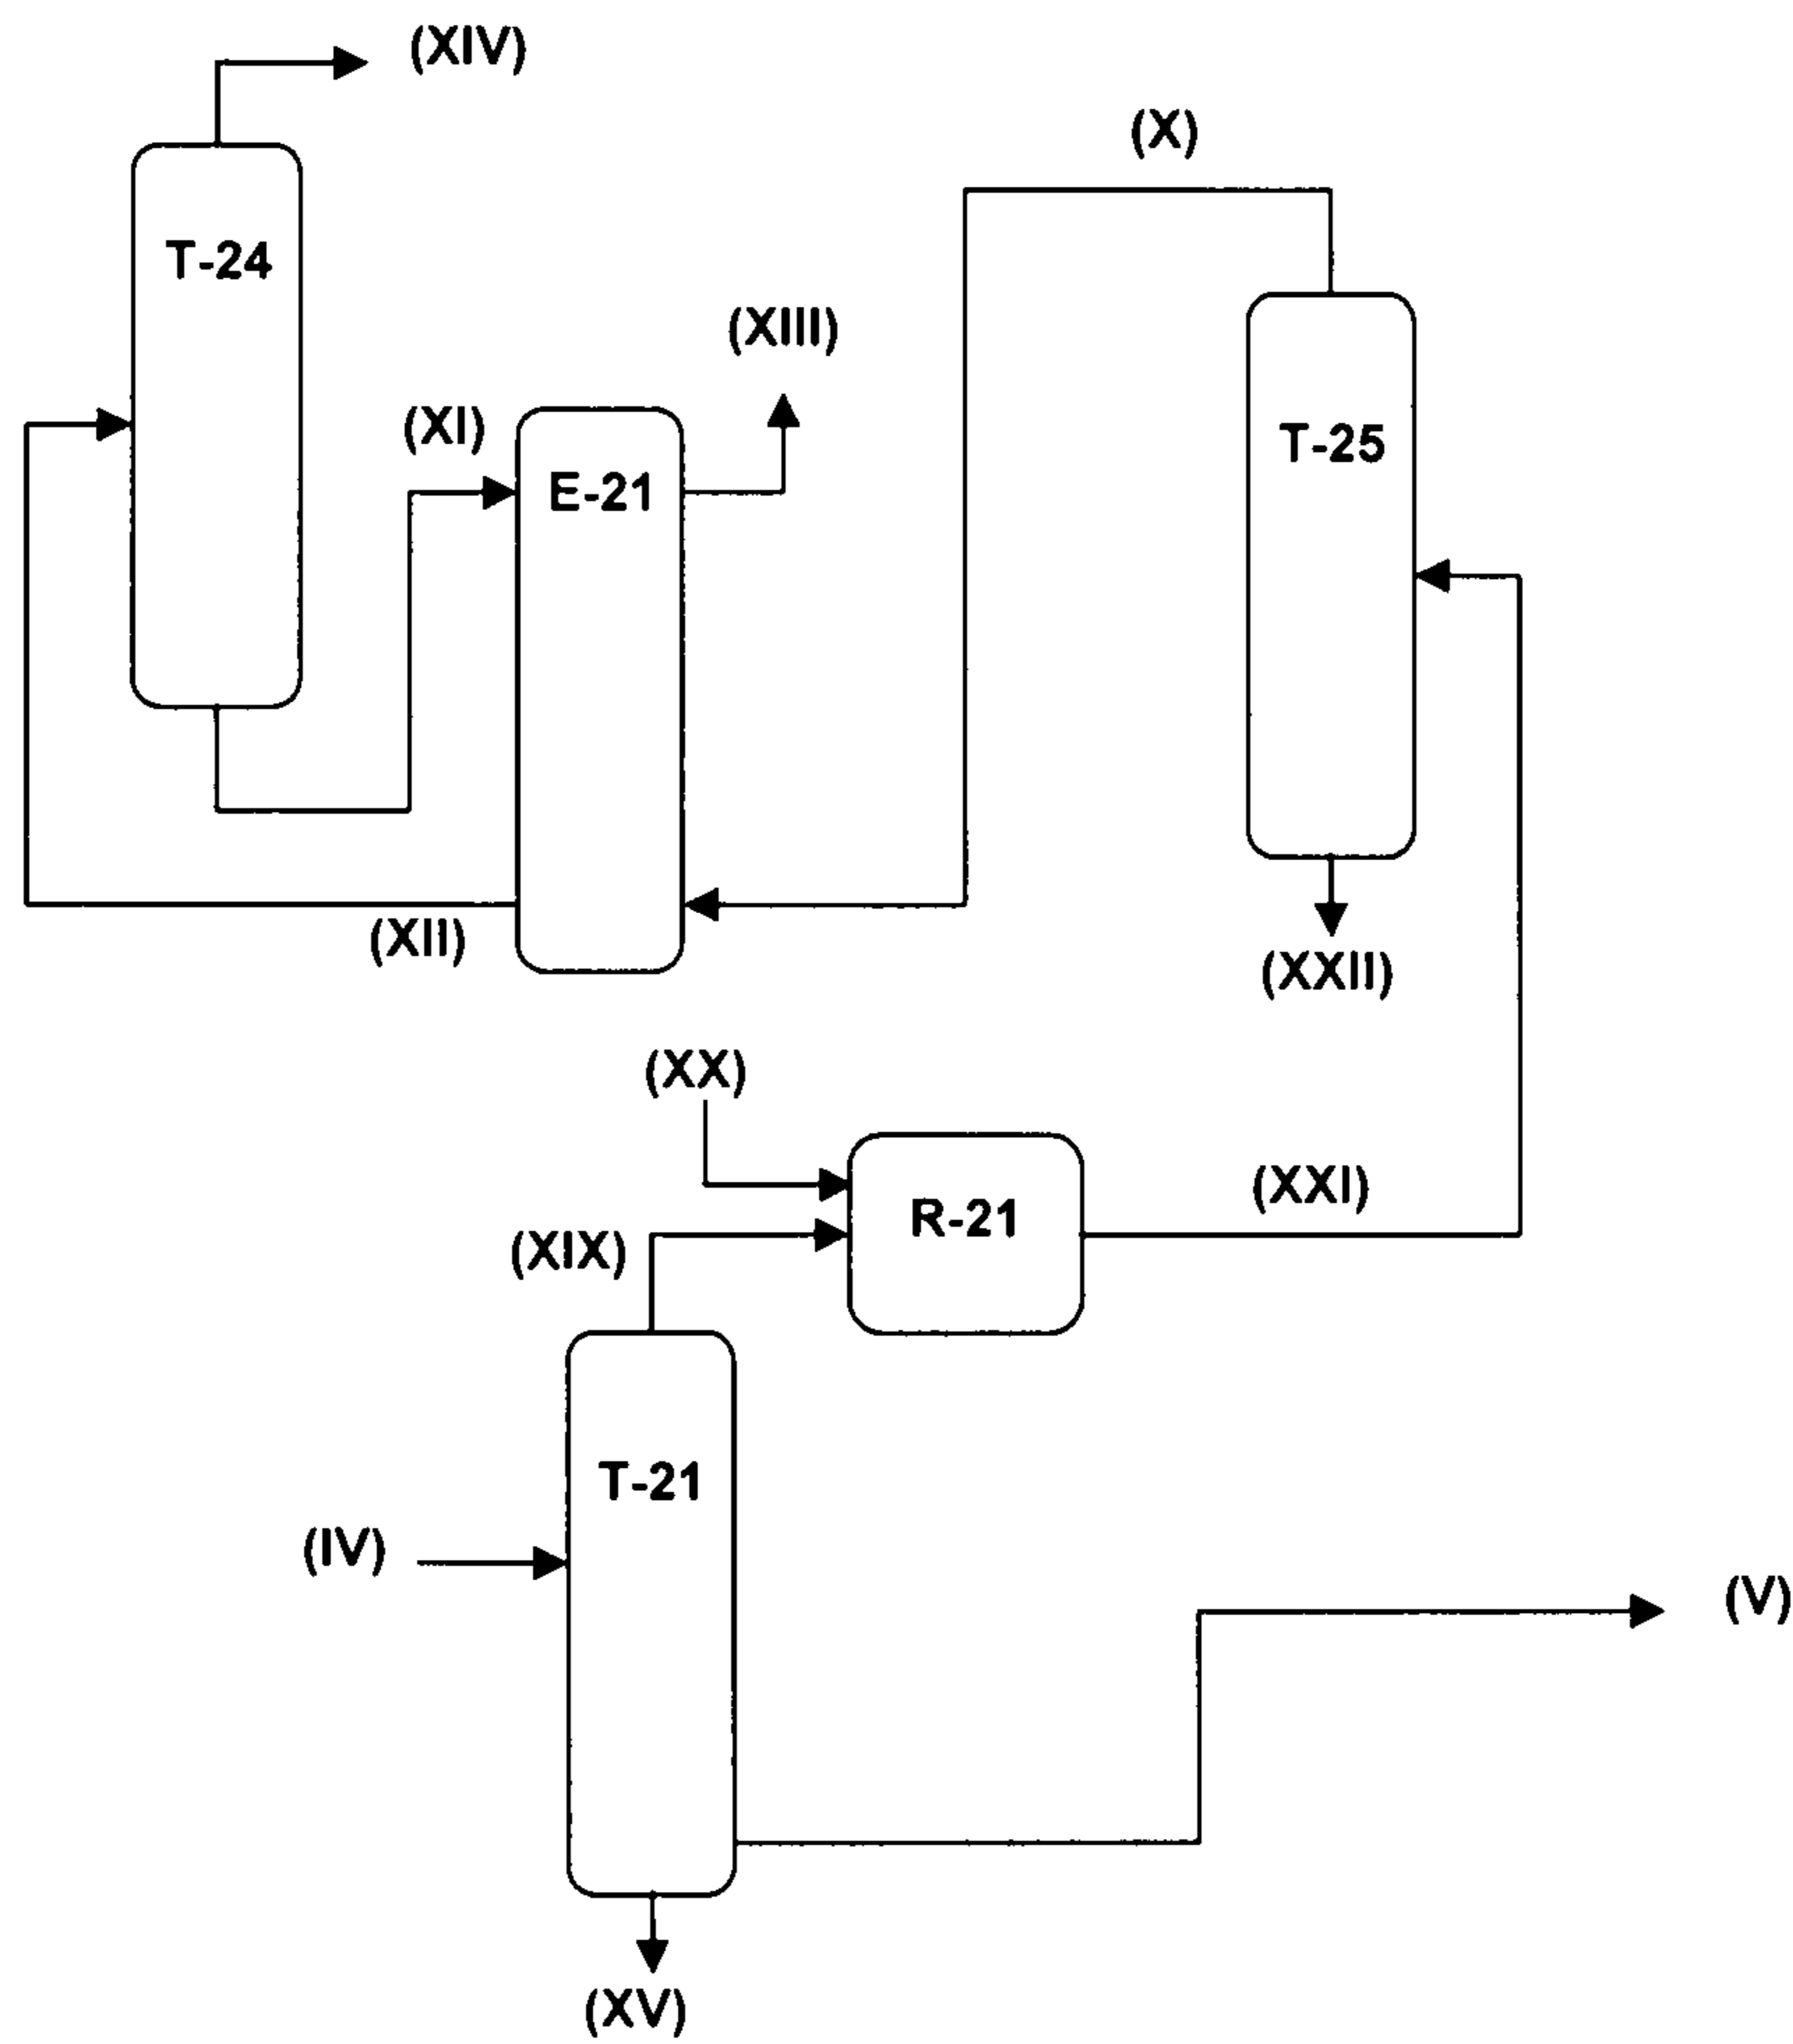 (XIV)
(X)
T-24
(XIII)
(XI)
T-25
E-21
(XII)
(XXII)
(XX)
(XXI)
R-21
(XIX)
T-21
(IV)
(V)
(XV)